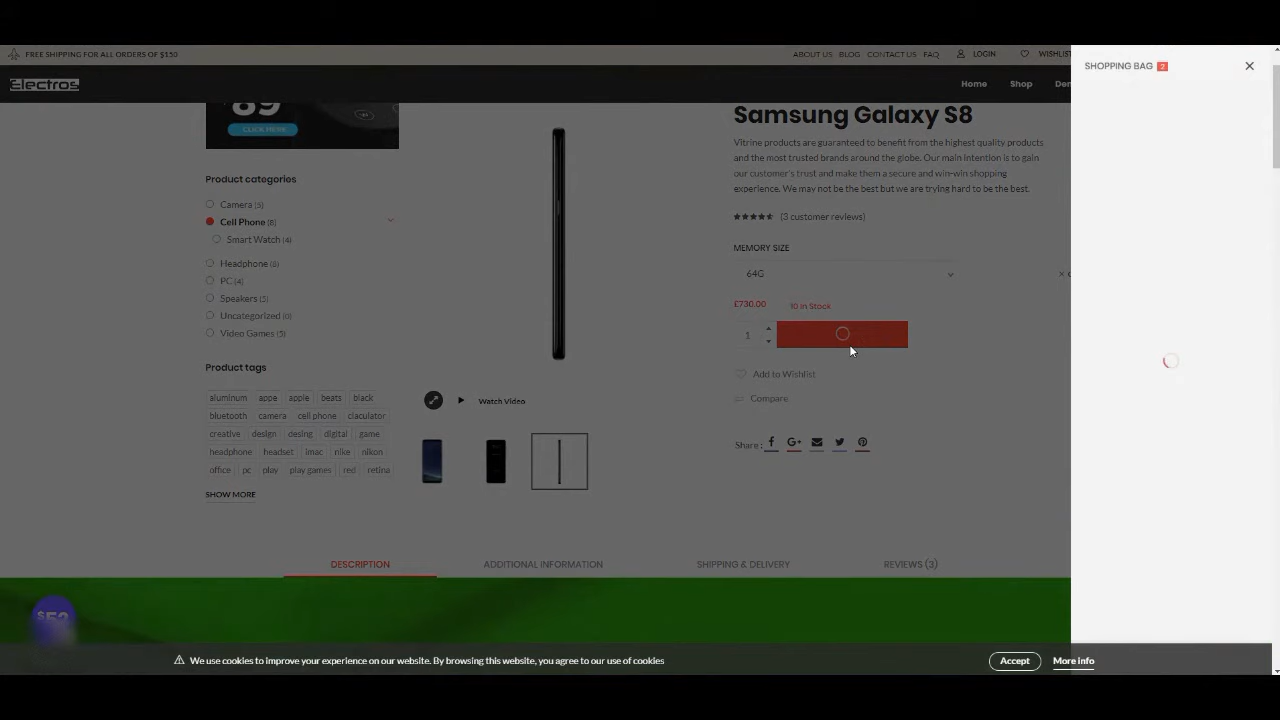 FREE SHIPPING FOR ALL ORDERS OF $150
ABOUT US BLOG CONTACT US FAQ LOGIN WISHLIST
SHOPPING BAG 2
Electros
Home Shop
89
CLICK HERE
Samsung Galaxy S8
Vitrine products are guaranteed to benefit from the highest quality products
and the most trusted brands around the globe. Our main intention is to gain
our customer's trust and make them a secure and win-win shopping
experience. We may not be the best but we are trying hard to be the best.
(3 customer reviews)
MEMORY SIZE
64G
£730.00 10 In Stock
1
Add to Wishlist
Compare
Share :
Product categories
Camera (5)
Cell Phone (8)
Smart Watch (4)
Headphone (6)
PC (4)
Speakers (5)
Uncategorized (0)
Video Games (5)
Product tags
aluminum appe apple beats black
bluetooth camera cell phone claculator
creative design desing digital game
headphone headset imac nike nikon
office pc play play games red retina
SHOW MORE
Watch Video
DESCRIPTION ADDITIONAL INFORMATION SHIPPING & DELIVERY REVIEWS (3)
We use cookies to improve your experience on our website. By browsing this website, you agree to our use of cookies
Accept More info